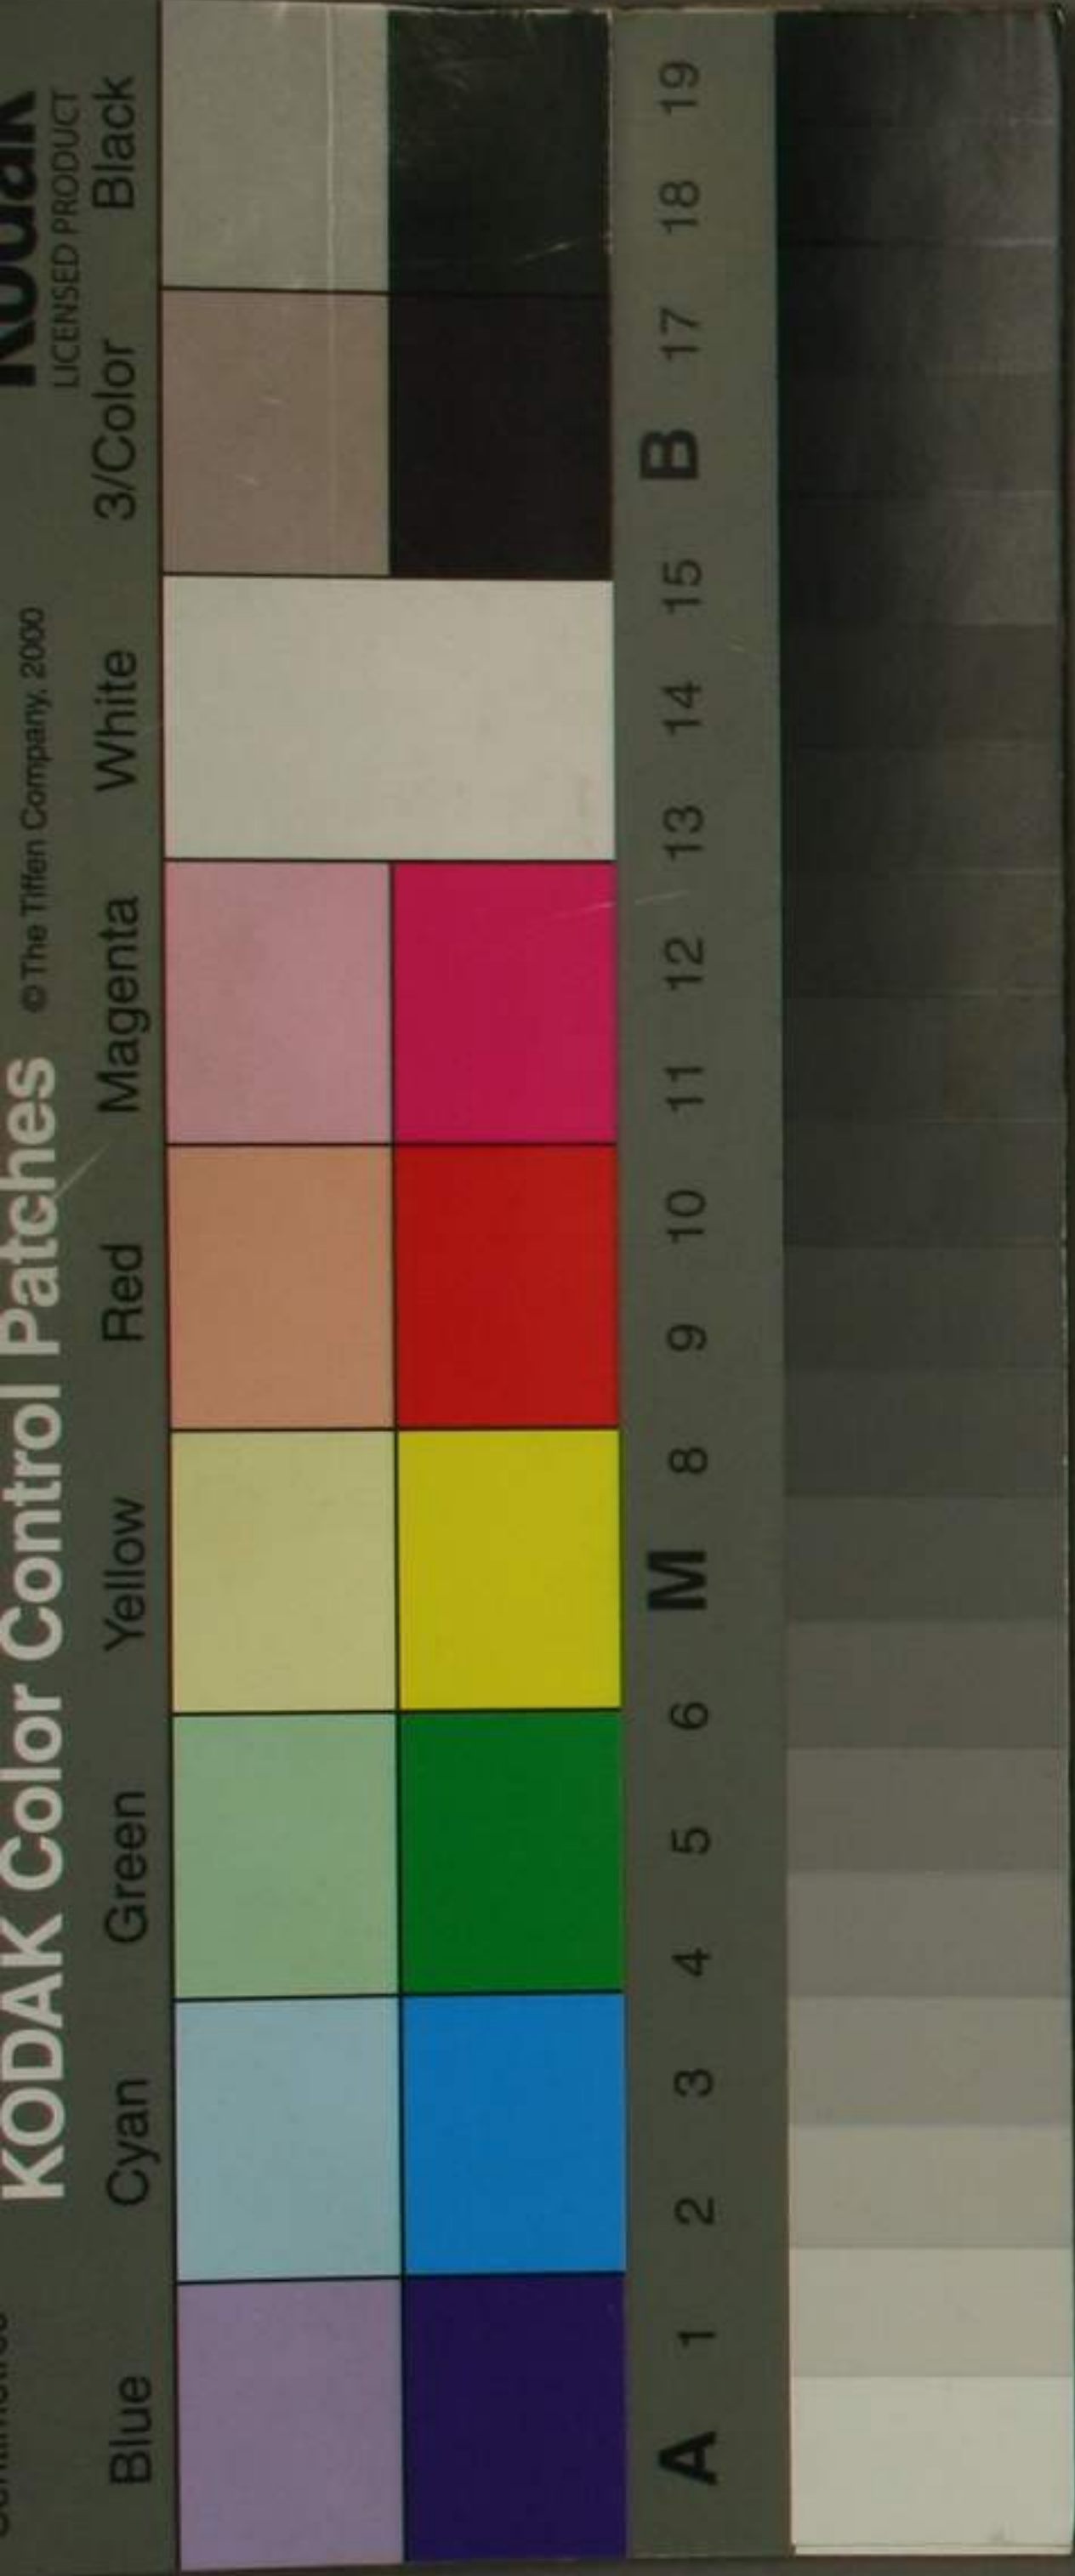 Kodak
LICENSED PRODUCT
KODAK Color Control Patches © The Tiffen Company, 2000
Blue Cyan Green Yellow Red Magenta White 3/Color Black
A 1 2 3 4 5 6 M 8 9 10 11 12 13 14 15 B 17 18 19